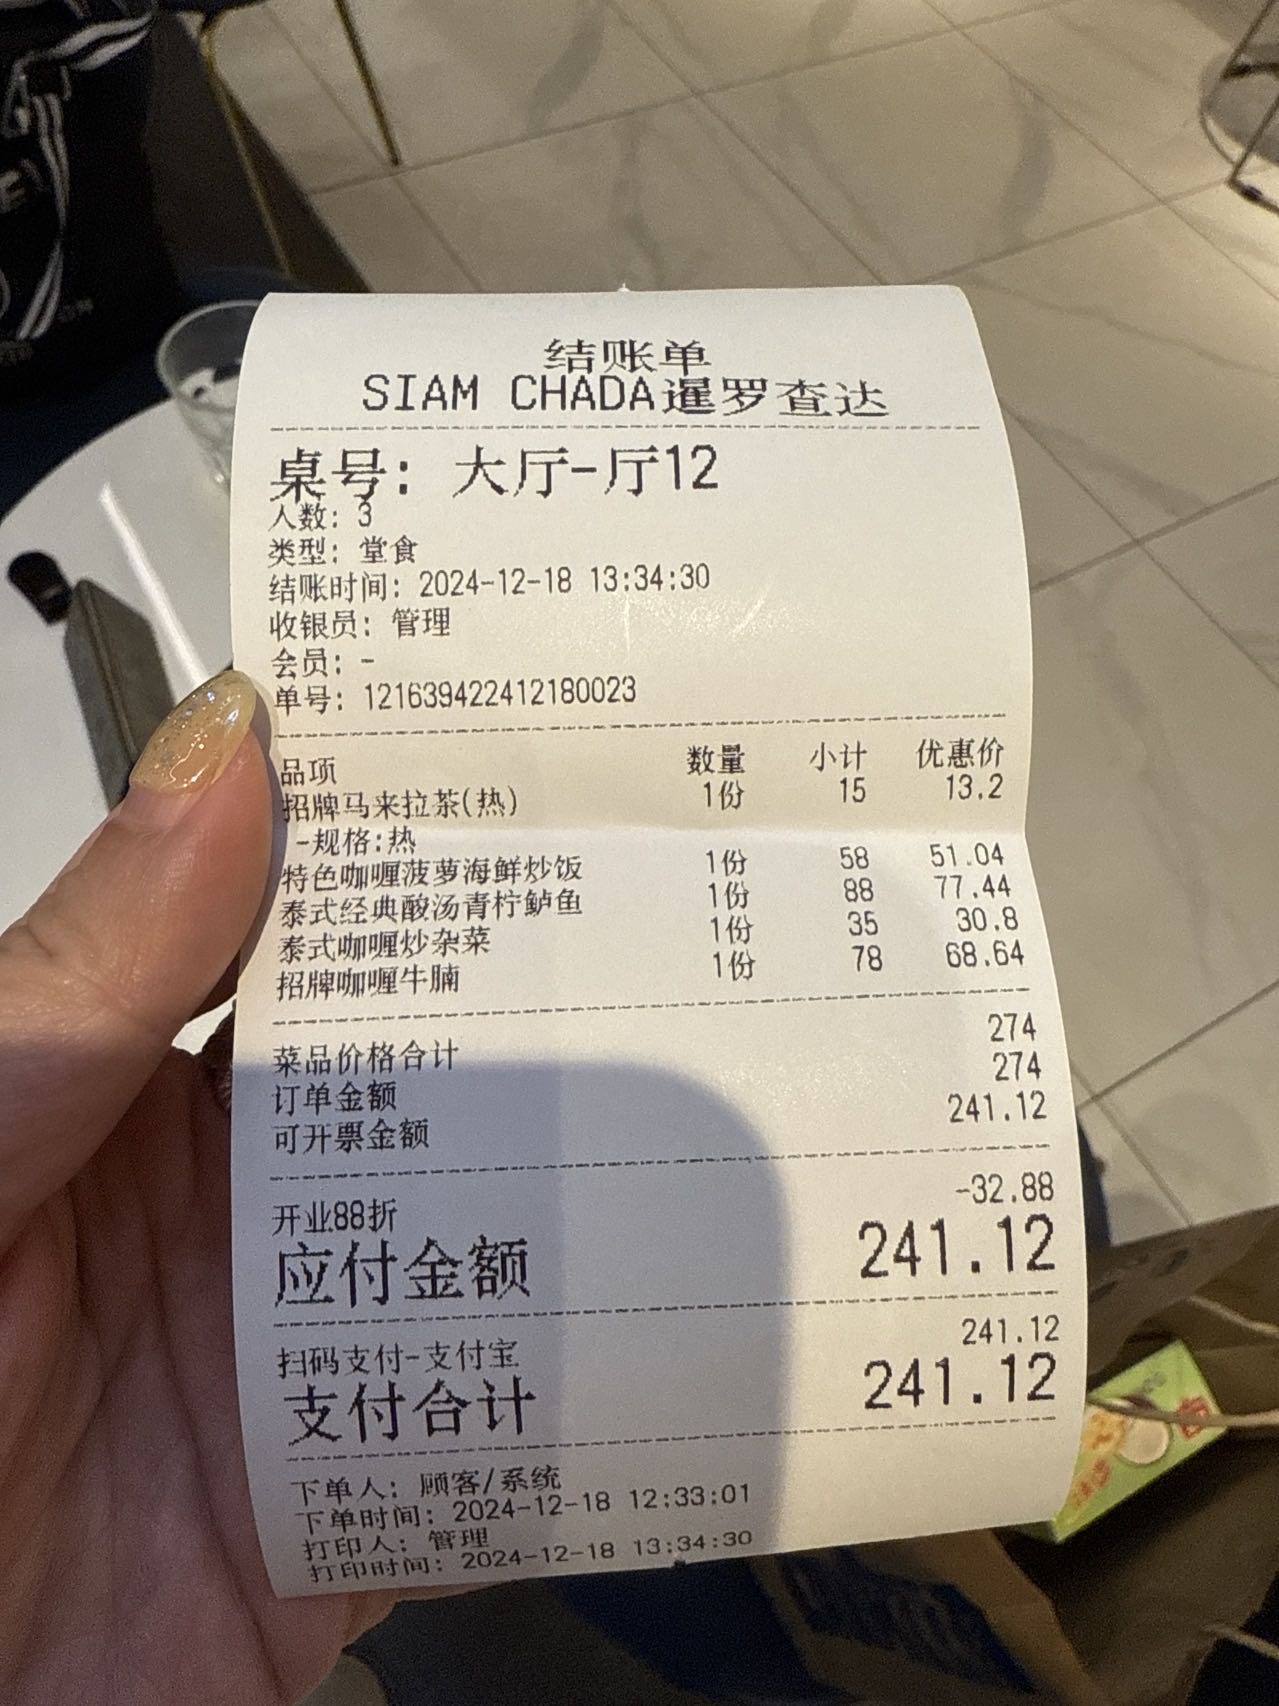 结账单
SIAM CHADA暹罗查达
桌号: 大厅-厅12
人数: 3
类型: 堂食
结账时间: 2024-12-18 13:34:30
收银员: 管理
会员: -
单号: 121639422412180023
品项 数量 小计 优惠价
招牌马来拉茶(热) 1份 15 13.2
-规格:热
特色咖喱菠萝海鲜炒饭 1份 58 51.04
泰式经典酸汤青柠鲈鱼 1份 88 77.44
泰式咖喱炒杂菜 1份 35 30.8
招牌咖喱牛腩 1份 78 68.64
菜品价格合计 274
订单金额 274
可开票金额 241.12
开业88折 -32.88
应付金额 241.12
扫码支付-支付宝 241.12
支付合计 241.12
下单人: 顾客/系统
下单时间: 2024-12-18 12:33:01
打印人: 管理
打印时间: 2024-12-18 13:34:30